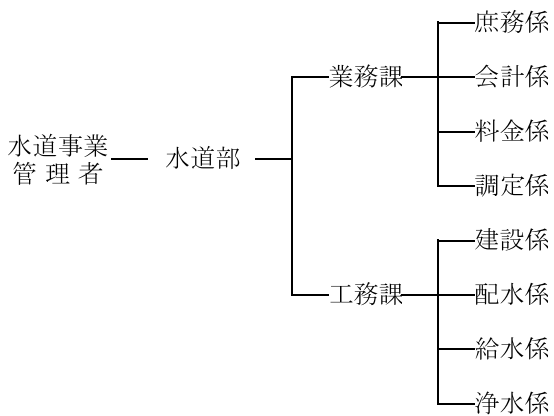 水道事業
管理者
水道部
業務課
庶務係
会計係
料金係
調定係
工務課
建設係
配水係
給水係
浄水係